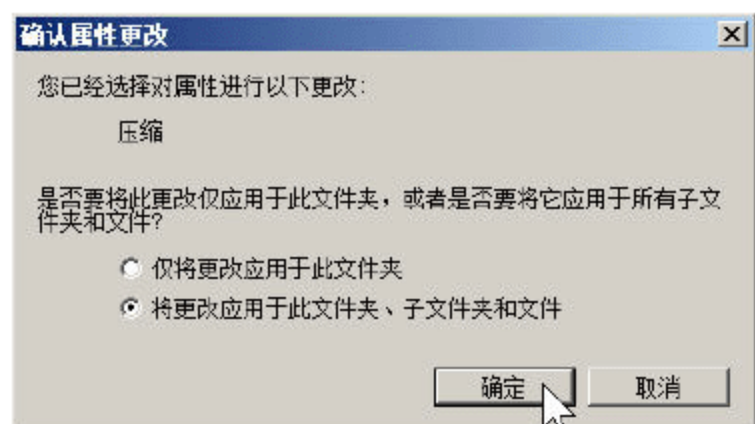 确认属性更改
您已经选择对属性进行以下更改:
压缩
是否要将此更改仅应用于此文件夹，或者是否要将它应用于所有子文
件夹和文件?
仅将更改应用于此文件夹
将更改应用于此文件夹、子文件夹和文件
确定
取消